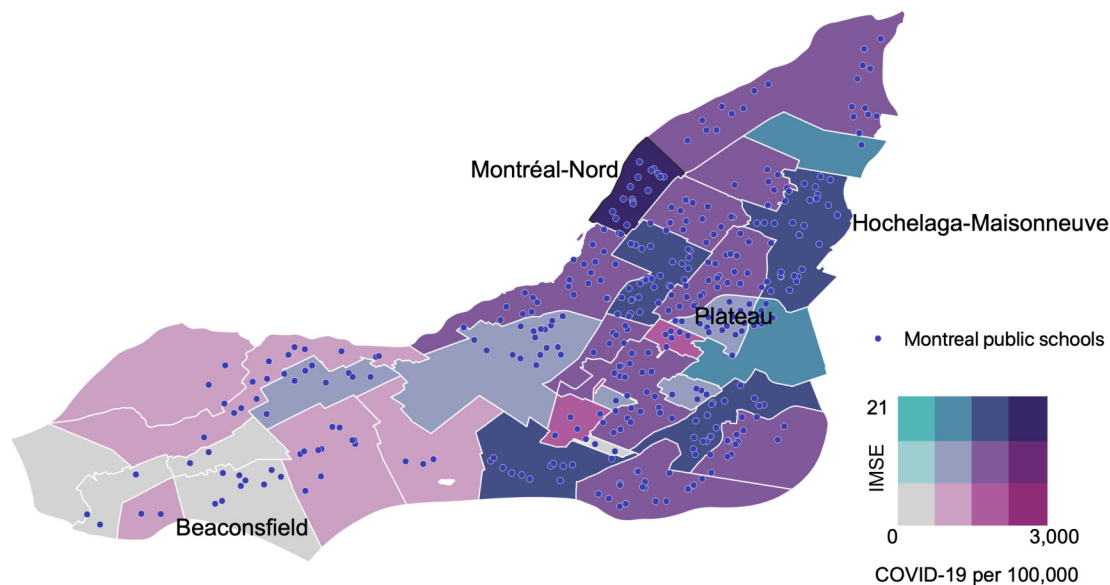 Montréal-Nord
Hochelaga-Maisonneuve
Plateau
Montreal public schools
21
IMSE
Beaconsfield
0
3,000
COVID-19 per 100,000